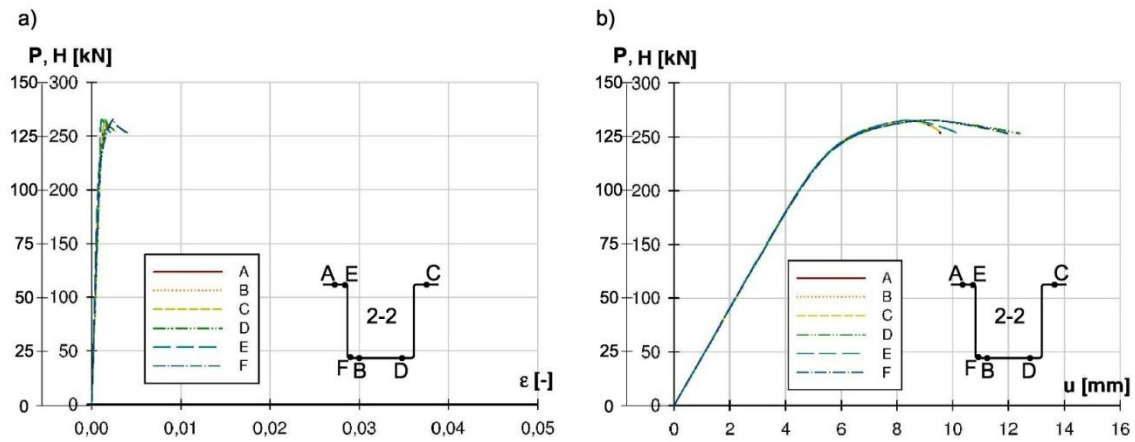 a)
P, H [kN]
150 300
125 250
100 200
75 150
50 100
25 50
0 0
0,00 0,01 0,02 0,03 0,04 0,05
ε [-]
A
B
C
D
E
F
A E C
2-2
F B D
b)
P, H [kN]
150 300
125 250
100 200
75 150
50 100
25 50
0 0
0 2 4 6 8 10 12 14 16
u [mm]
A
B
C
D
E
F
A E C
2-2
F B D